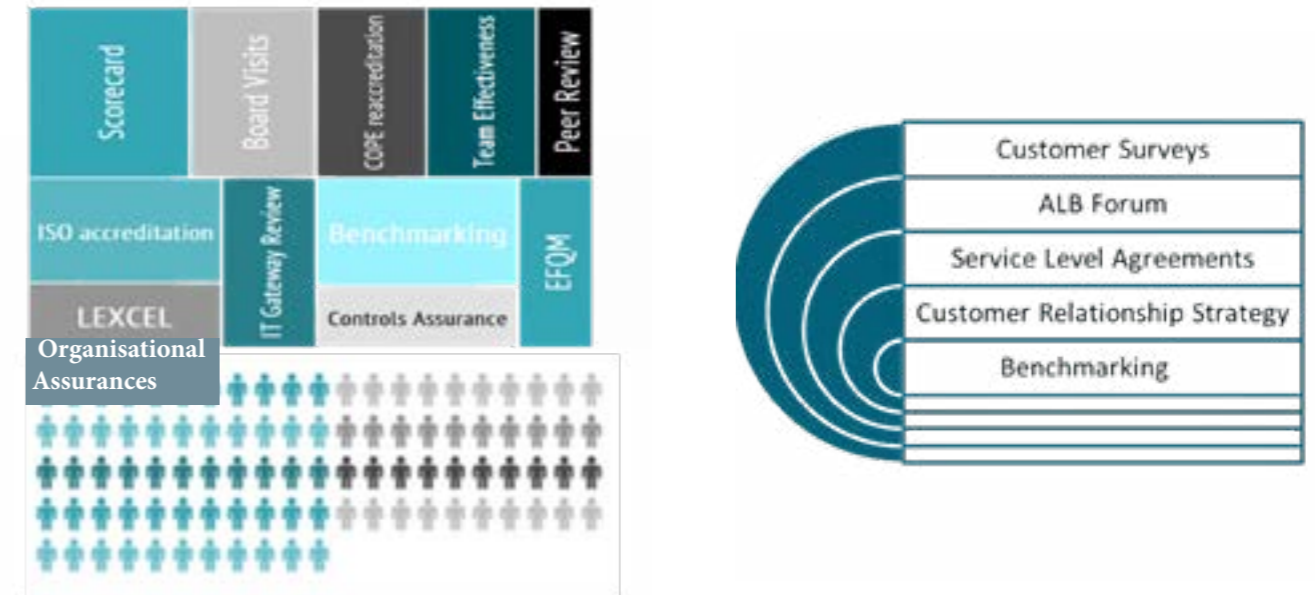 Scorecard
Board Visits
COPE reaccreditation
Team Effectiveness
Peer Review
ISO accreditation
IT Gateway Review
Benchmarking
EFQM
LEXCEL
Controls Assurance
Organisational
Assurances
Customer Surveys
ALB Forum
Service Level Agreements
Customer Relationship Strategy
Benchmarking